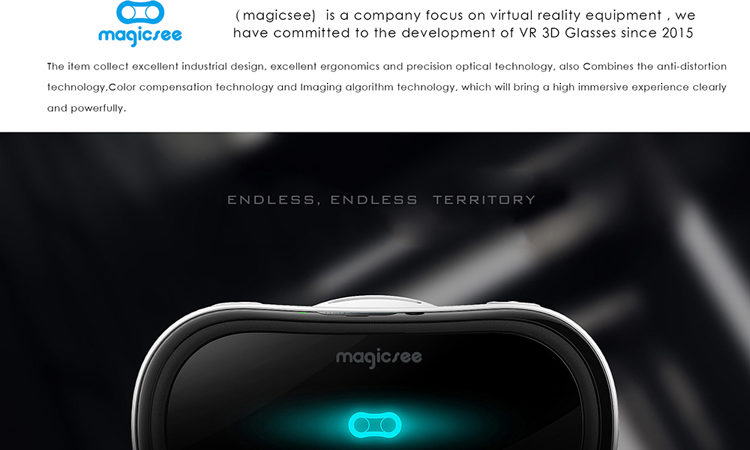 magicsee
（magicsee）is a company focus on virtual reality equipment , we
have committed to the development of VR 3D Glasses since 2015
The item collect excellent industrial design, excellent ergonomics and precision optical technology, also Combines the anti-distortion
technology,Color compensation technology and Imaging algorithm technology, which will bring a high immersive experience clearly
and powerfully.
ENDLESS, ENDLESS TERRITORY
magicsee